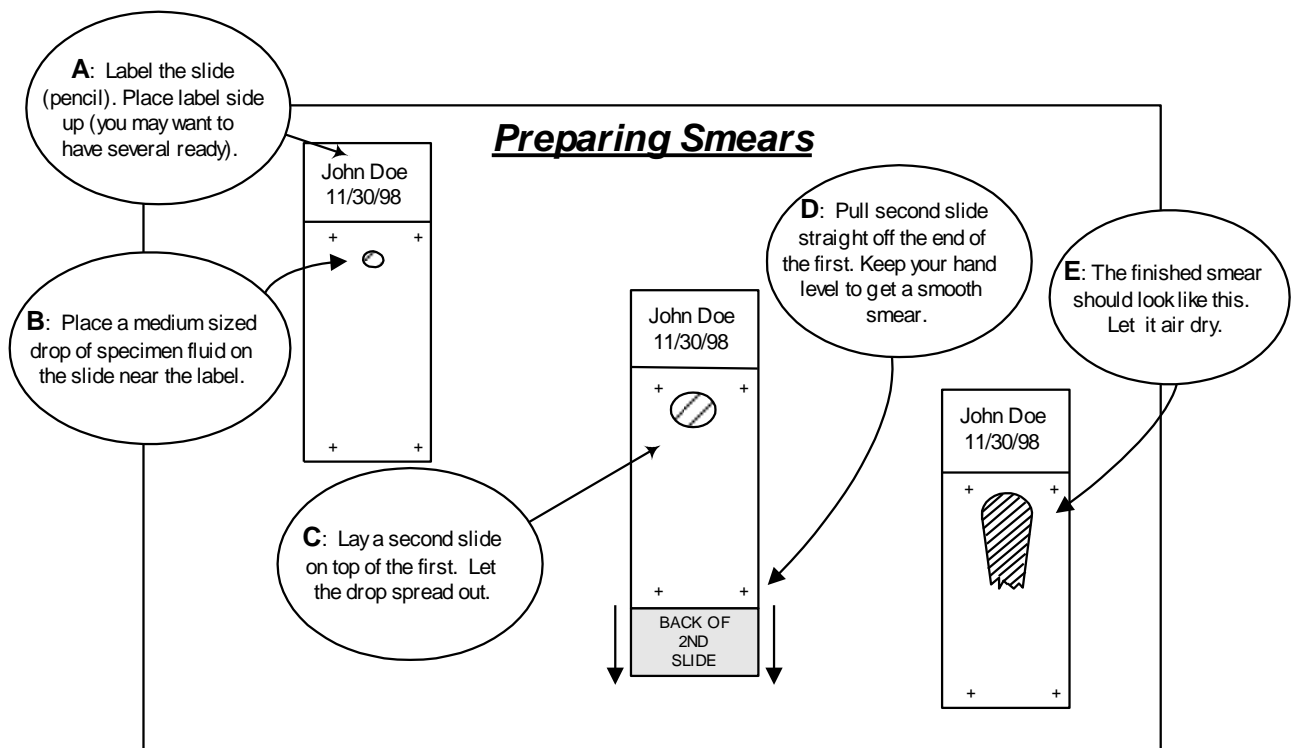 Preparing Smears
A: Label the slide
(pencil). Place label side
up (you may want to
have several ready).
John Doe
11/30/98
B: Place a medium sized
drop of specimen fluid on
the slide near the label.
C: Lay a second slide
on top of the first. Let
the drop spread out.
John Doe
11/30/98
BACK OF
2ND
SLIDE
D: Pull second slide
straight off the end of
the first. Keep your hand
level to get a smooth
smear.
E: The finished smear
should look like this.
Let it air dry.
John Doe
11/30/98